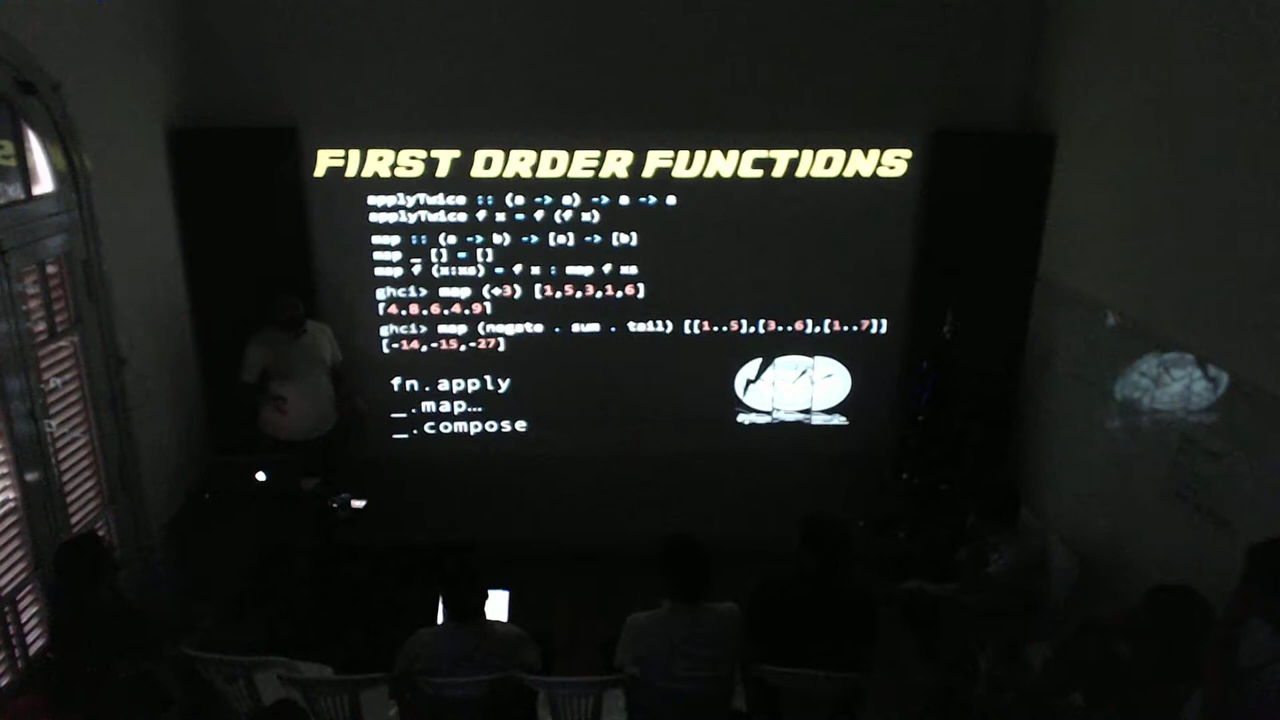 FIRST ORDER FUNCTIONS
applyTwice :: (a -> a) -> a -> a
applyTwice f x = f (f x)
map :: (a -> b) -> [a] -> [b]
map _ [] = []
map f (x:xs) = f x : map f xs
ghci> map (+3) [1,5,3,1,6]
[4,8,6,4,9]
ghci> map (negate . sum . tail) [[1..5],[3..6],[1..7]]
[-14,-15,-27]
fn.apply
_.map…
_.compose